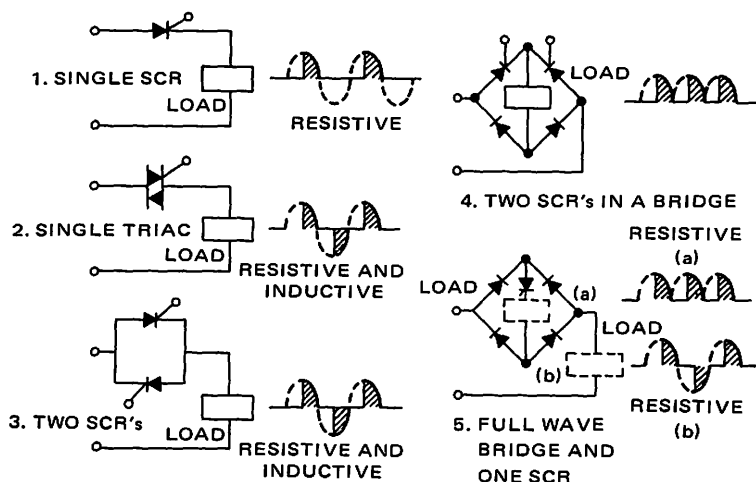 1. SINGLE SCR
LOAD
RESISTIVE
2. SINGLE TRIAC
LOAD
RESISTIVE AND
INDUCTIVE
3. TWO SCR's
LOAD
RESISTIVE AND
INDUCTIVE
LOAD
4. TWO SCR's IN A BRIDGE
RESISTIVE
(a)
LOAD
(a)
LOAD
(b)
RESISTIVE
(b)
5. FULL WAVE
BRIDGE AND
ONE SCR